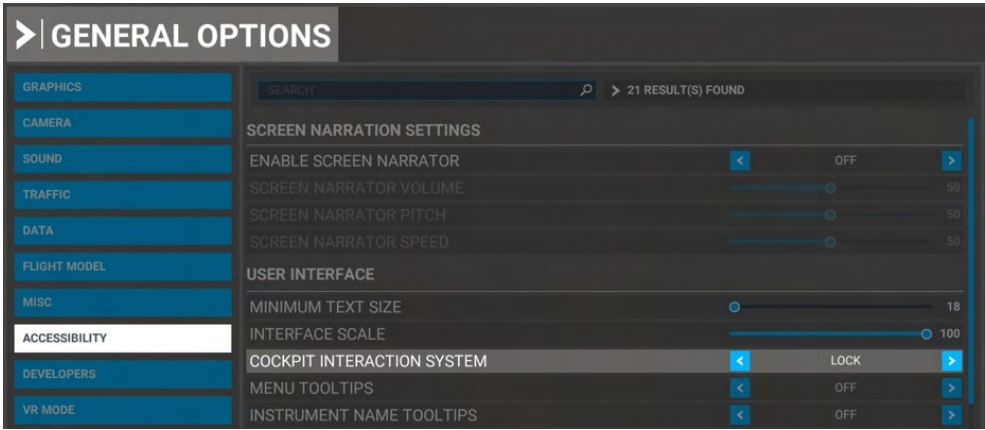 GENERAL OPTIONS
GRAPHICS
CAMERA
SOUND
TRAFFIC
DATA
FLIGHT MODEL
MISC
ACCESSIBILITY
DEVELOPERS
VR MODE
SEARCH
21 RESULT(S) FOUND
SCREEN NARRATION SETTINGS
ENABLE SCREEN NARRATOR OFF
SCREEN NARRATOR VOLUME 50
SCREEN NARRATOR PITCH 50
SCREEN NARRATOR SPEED 50
USER INTERFACE
MINIMUM TEXT SIZE 18
INTERFACE SCALE 100
COCKPIT INTERACTION SYSTEM LOCK
MENU TOOLTIPS OFF
INSTRUMENT NAME TOOLTIPS OFF